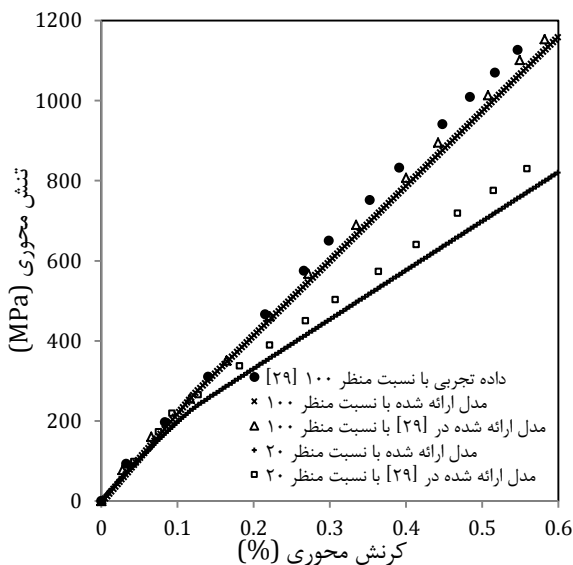 1200
1000
800
600
400
200
0
تنش محوری (MPa)
داده تجربی با نسبت منظر ۱۰۰ [۲۹]
مدل ارائه شده با نسبت منظر ۱۰۰
مدل ارائه شده در [۲۹] با نسبت منظر ۱۰۰
مدل ارائه شده با نسبت منظر ۲۰
مدل ارائه شده در [۲۹] با نسبت منظر ۲۰
0 0.1 0.2 0.3 0.4 0.5 0.6
کرنش محوری (%)